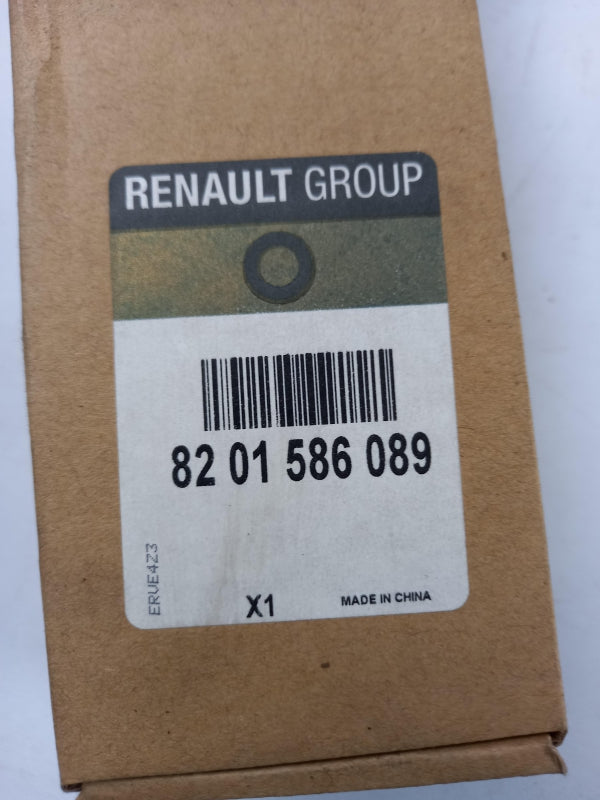 RENAULT GROUP
82 01 586 089
ERVE423
X1
MADE IN CHINA